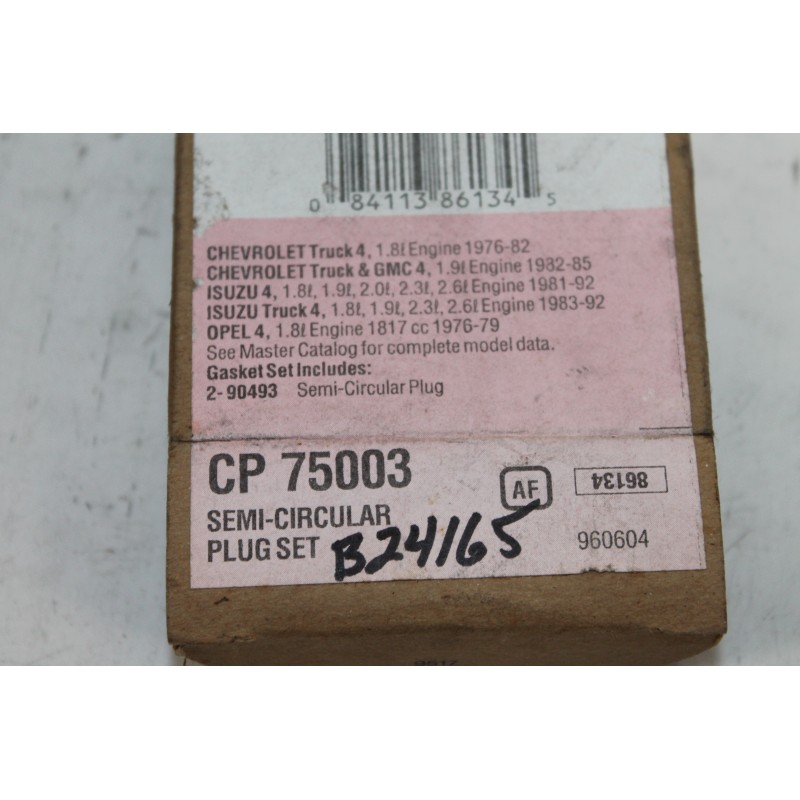 0 84113 86134 5
CHEVROLET Truck 4, 1.8ℓ Engine 1976-82
CHEVROLET Truck & GMC 4, 1.9ℓ Engine 1982-85
ISUZU 4, 1.8ℓ, 1.9ℓ, 2.0ℓ, 2.3ℓ, 2.6ℓ Engine 1981-92
ISUZU Truck 4, 1.8ℓ, 1.9ℓ, 2.3ℓ, 2.6ℓ Engine 1983-92
OPEL 4, 1.8ℓ Engine 1817 cc 1976-79
See Master Catalog for complete model data.
Gasket Set Includes:
2-90493 Semi-Circular Plug
CP 75003
AF
86134
SEMI-CIRCULAR
PLUG SET
B24165
960604